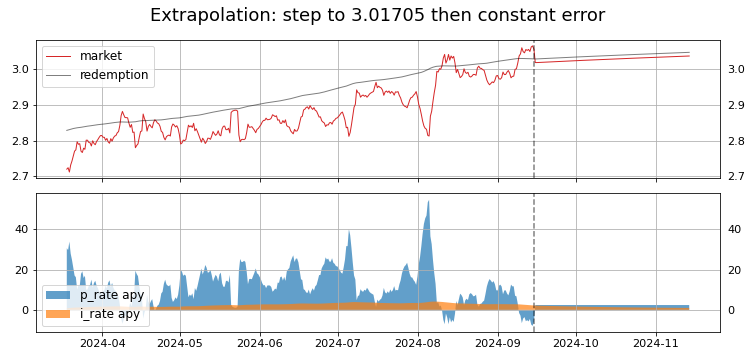 Extrapolation: step to 3.01705 then constant error
market
redemption
3.0
2.9
2.8
2.7
3.0
2.9
2.8
2.7
40
20
0
40
20
0
p_rate apy
i_rate apy
2024-04 2024-05 2024-06 2024-07 2024-08 2024-09 2024-10 2024-11